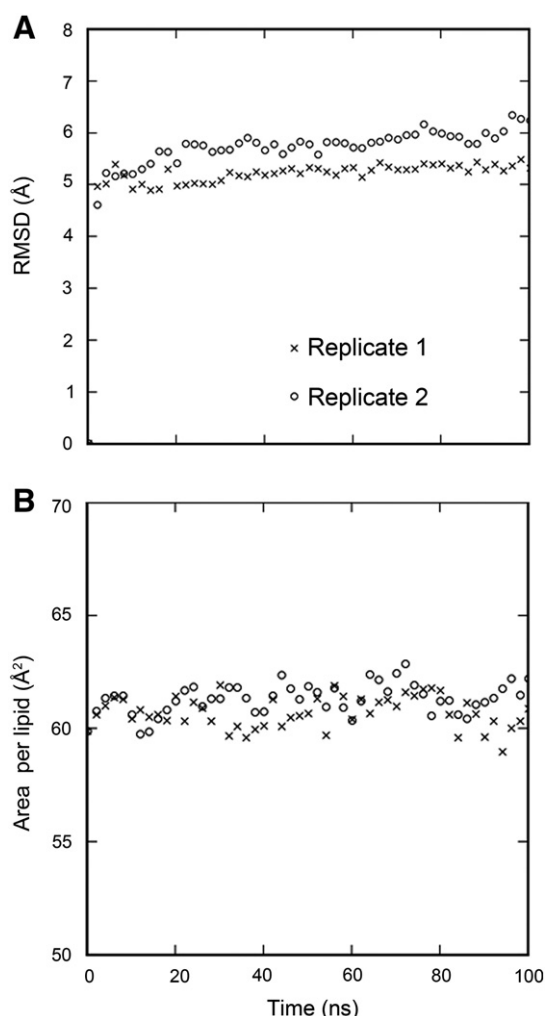 A
8
7
6
5
4
3
2
1
0
RMSD (Å)
× Replicate 1
○ Replicate 2
B
70
65
60
55
50
Area per lipid (Å²)
0 20 40 60 80 100
Time (ns)